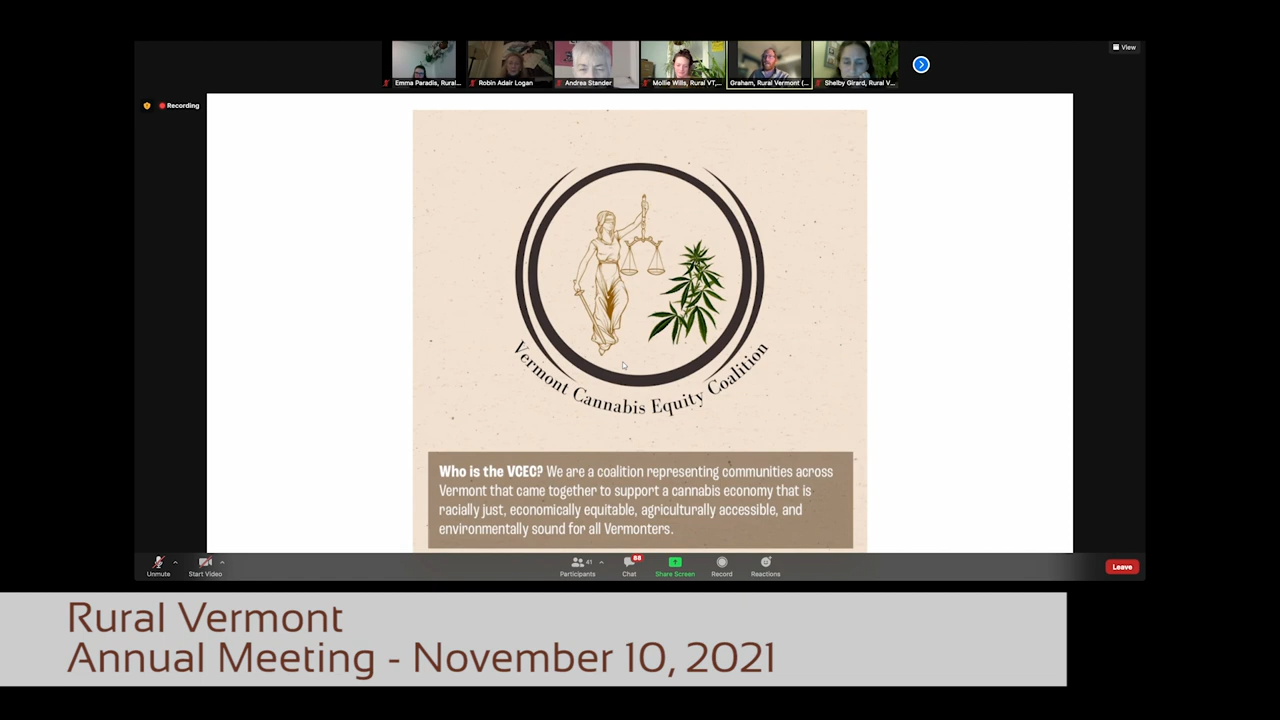 View
Emma Paradis, Rural...
Robin Adair Logan
Andrea Stander
Mollie Wills, Rural VT,...
Graham, Rural Vermont (...
Shelby Girard, Rural V...
Recording
Vermont Cannabis Equity Coalition
Who is the VCEC? We are a coalition representing communities across
Vermont that came together to support a cannabis economy that is
racially just, economically equitable, agriculturally accessible, and
environmentally sound for all Vermonters.
Unmute
Start Video
Participants
41
Chat
88
Share Screen
Record
Reactions
Leave
Rural Vermont
Annual Meeting - November 10, 2021